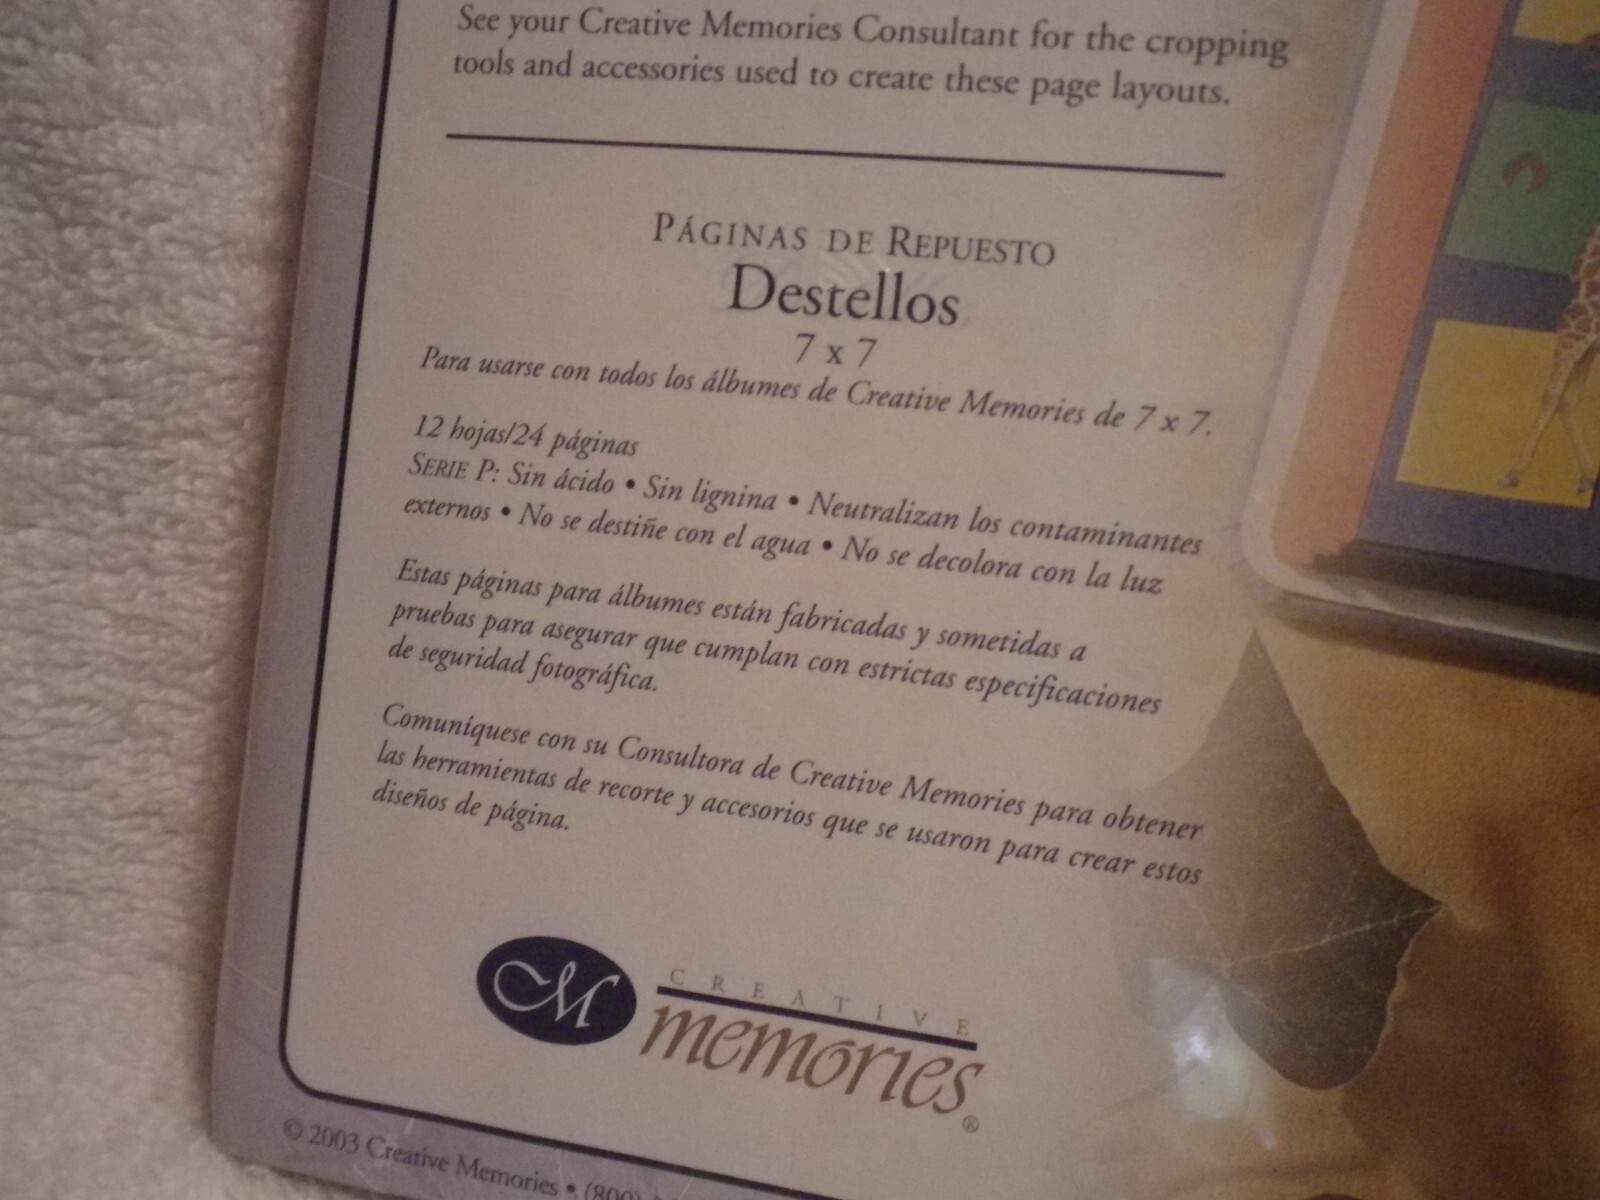 See your Creative Memories Consultant for the cropping
tools and accessories used to create these page layouts.
PÁGINAS DE REPUESTO
Destellos
7 x 7
Para usarse con todos los álbumes de Creative Memories de 7 x 7.
12 hojas/24 páginas
SERIE P: Sin ácido • Sin lignina • Neutralizan los contaminantes
externos • No se destiñe con el agua • No se decolora con la luz
Estas páginas para álbumes están fabricadas y sometidas a
pruebas para asegurar que cumplan con estrictas especificaciones
de seguridad fotográfica.
Comuníquese con su Consultora de Creative Memories para obtener
las herramientas de recorte y accesorios que se usaron para crear estos
diseños de página.
M
CREATIVE
memories®
© 2003 Creative Memories • (800)